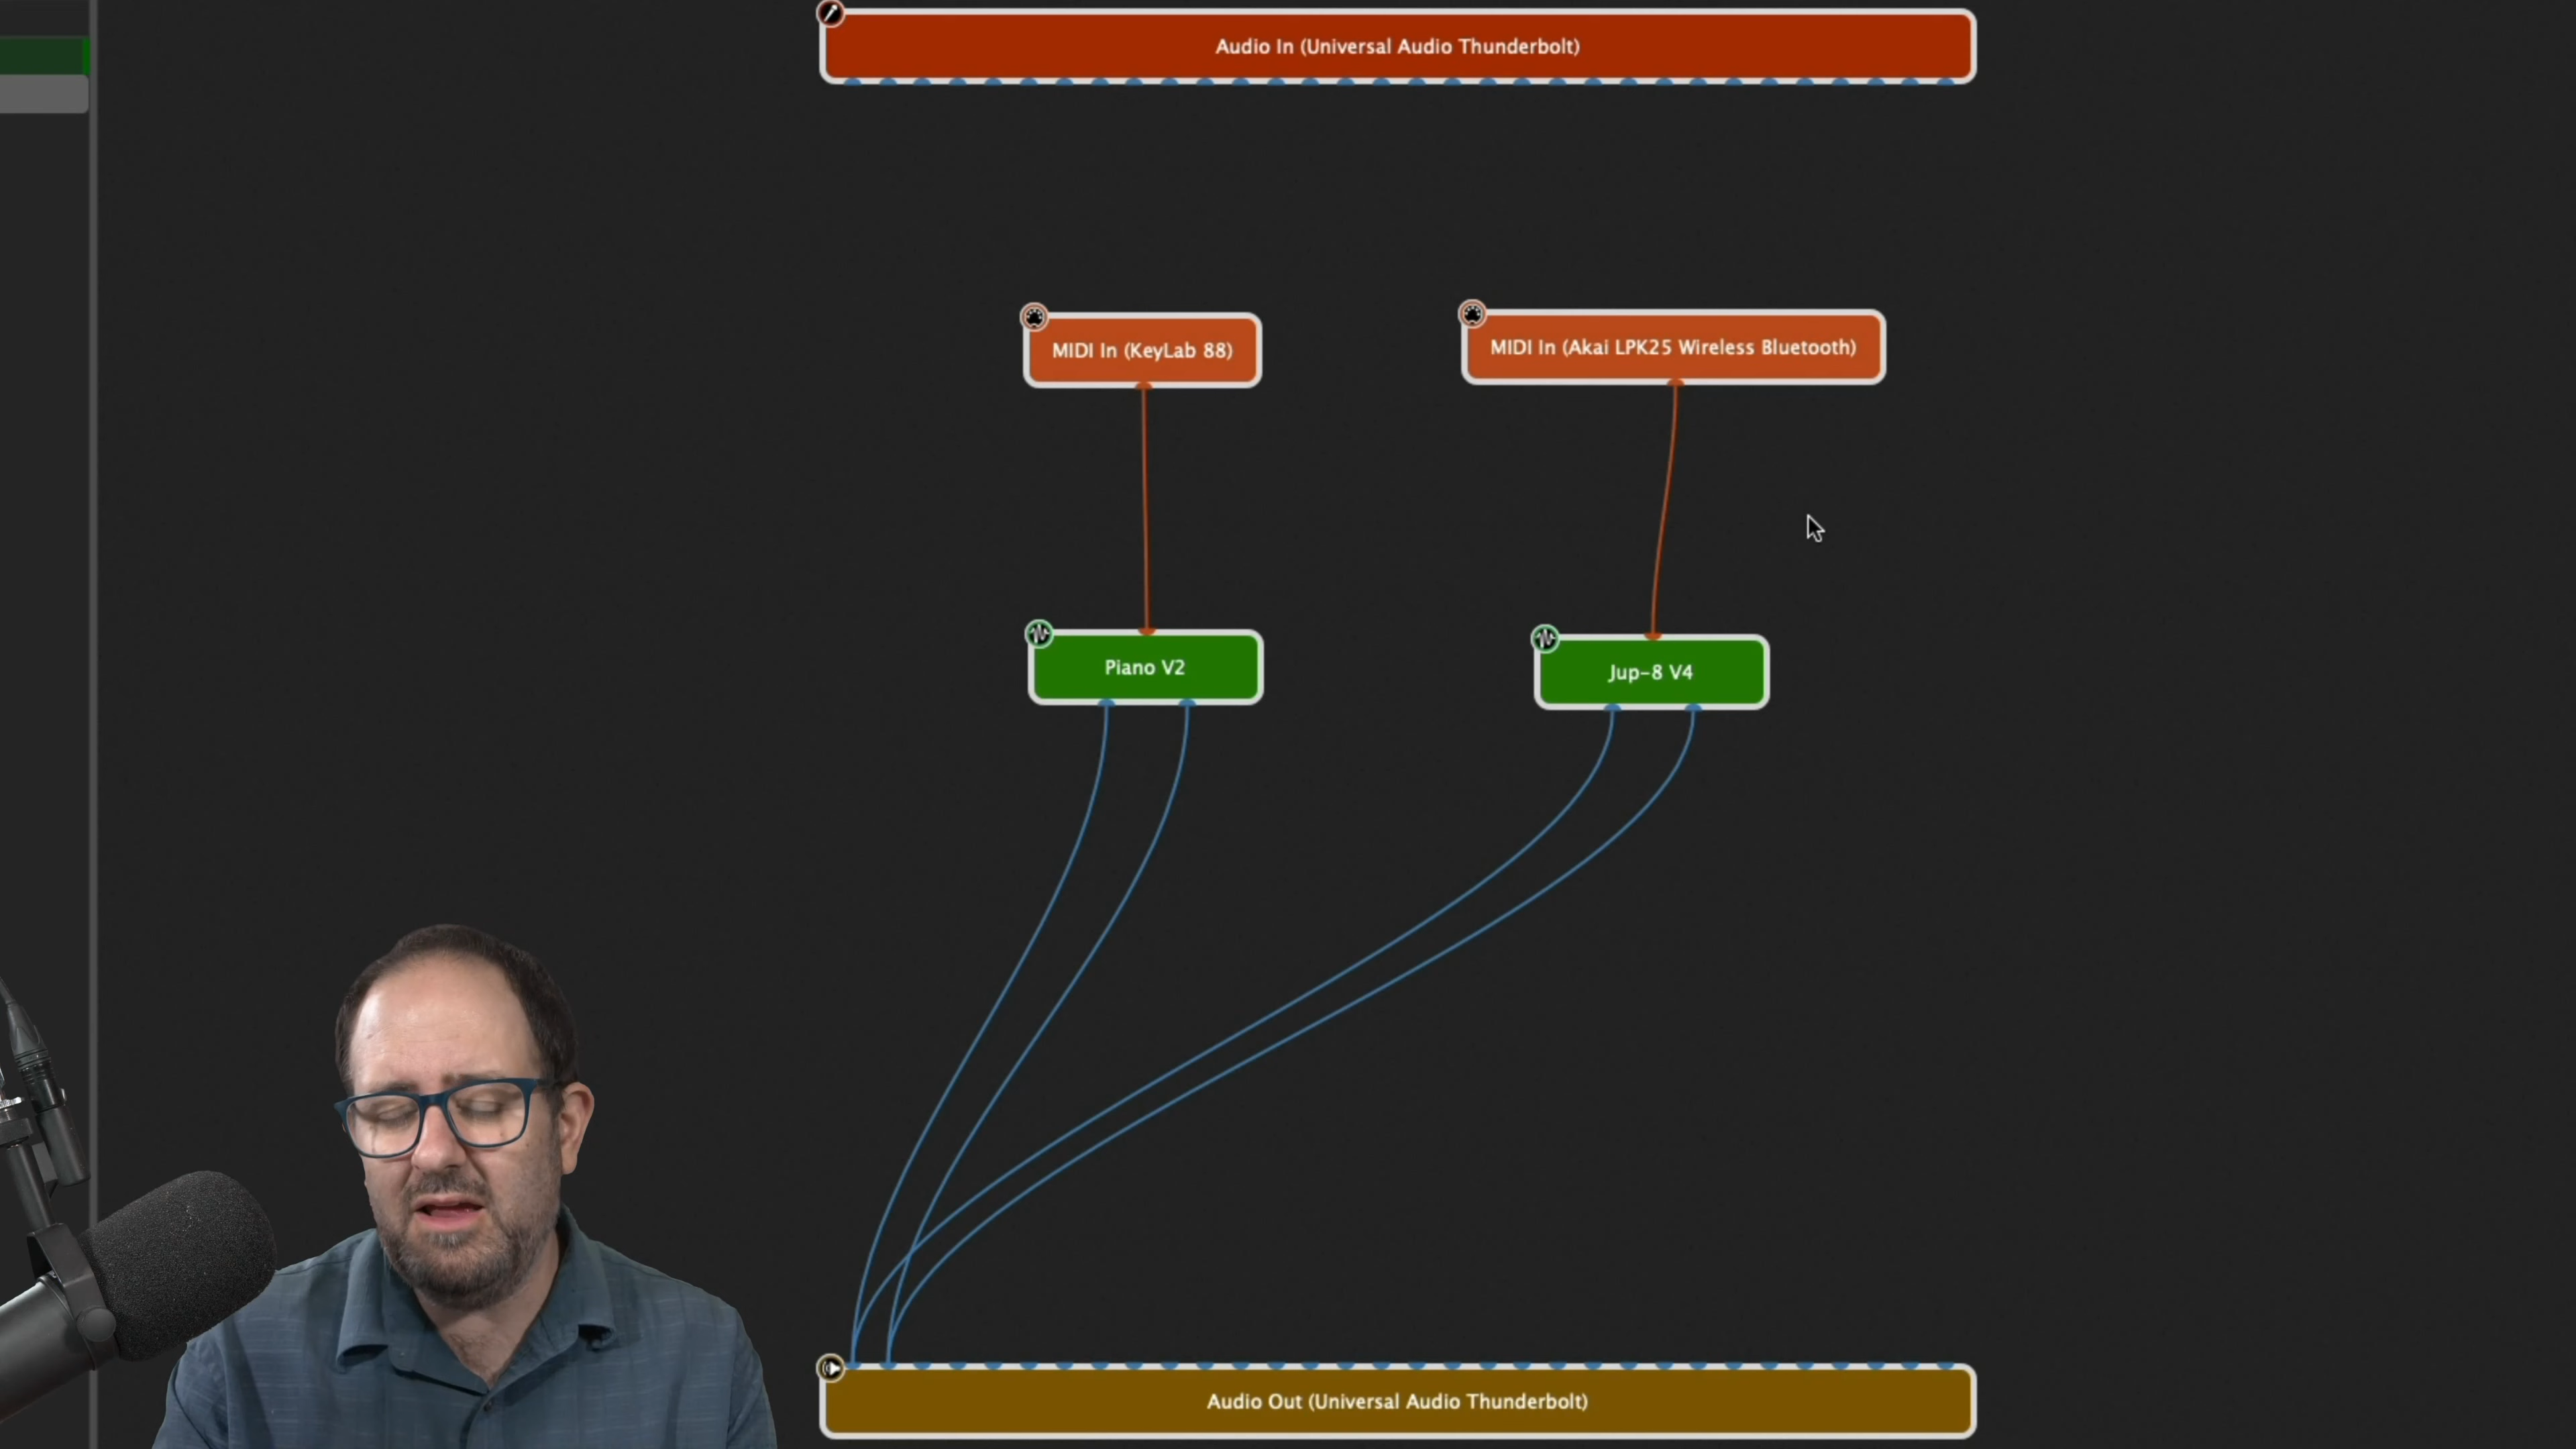 Audio In (Universal Audio Thunderbolt)
MIDI In (KeyLab 88)
MIDI In (Akai LPK25 Wireless Bluetooth)
Piano V2
Jup-8 V4
Audio Out (Universal Audio Thunderbolt)